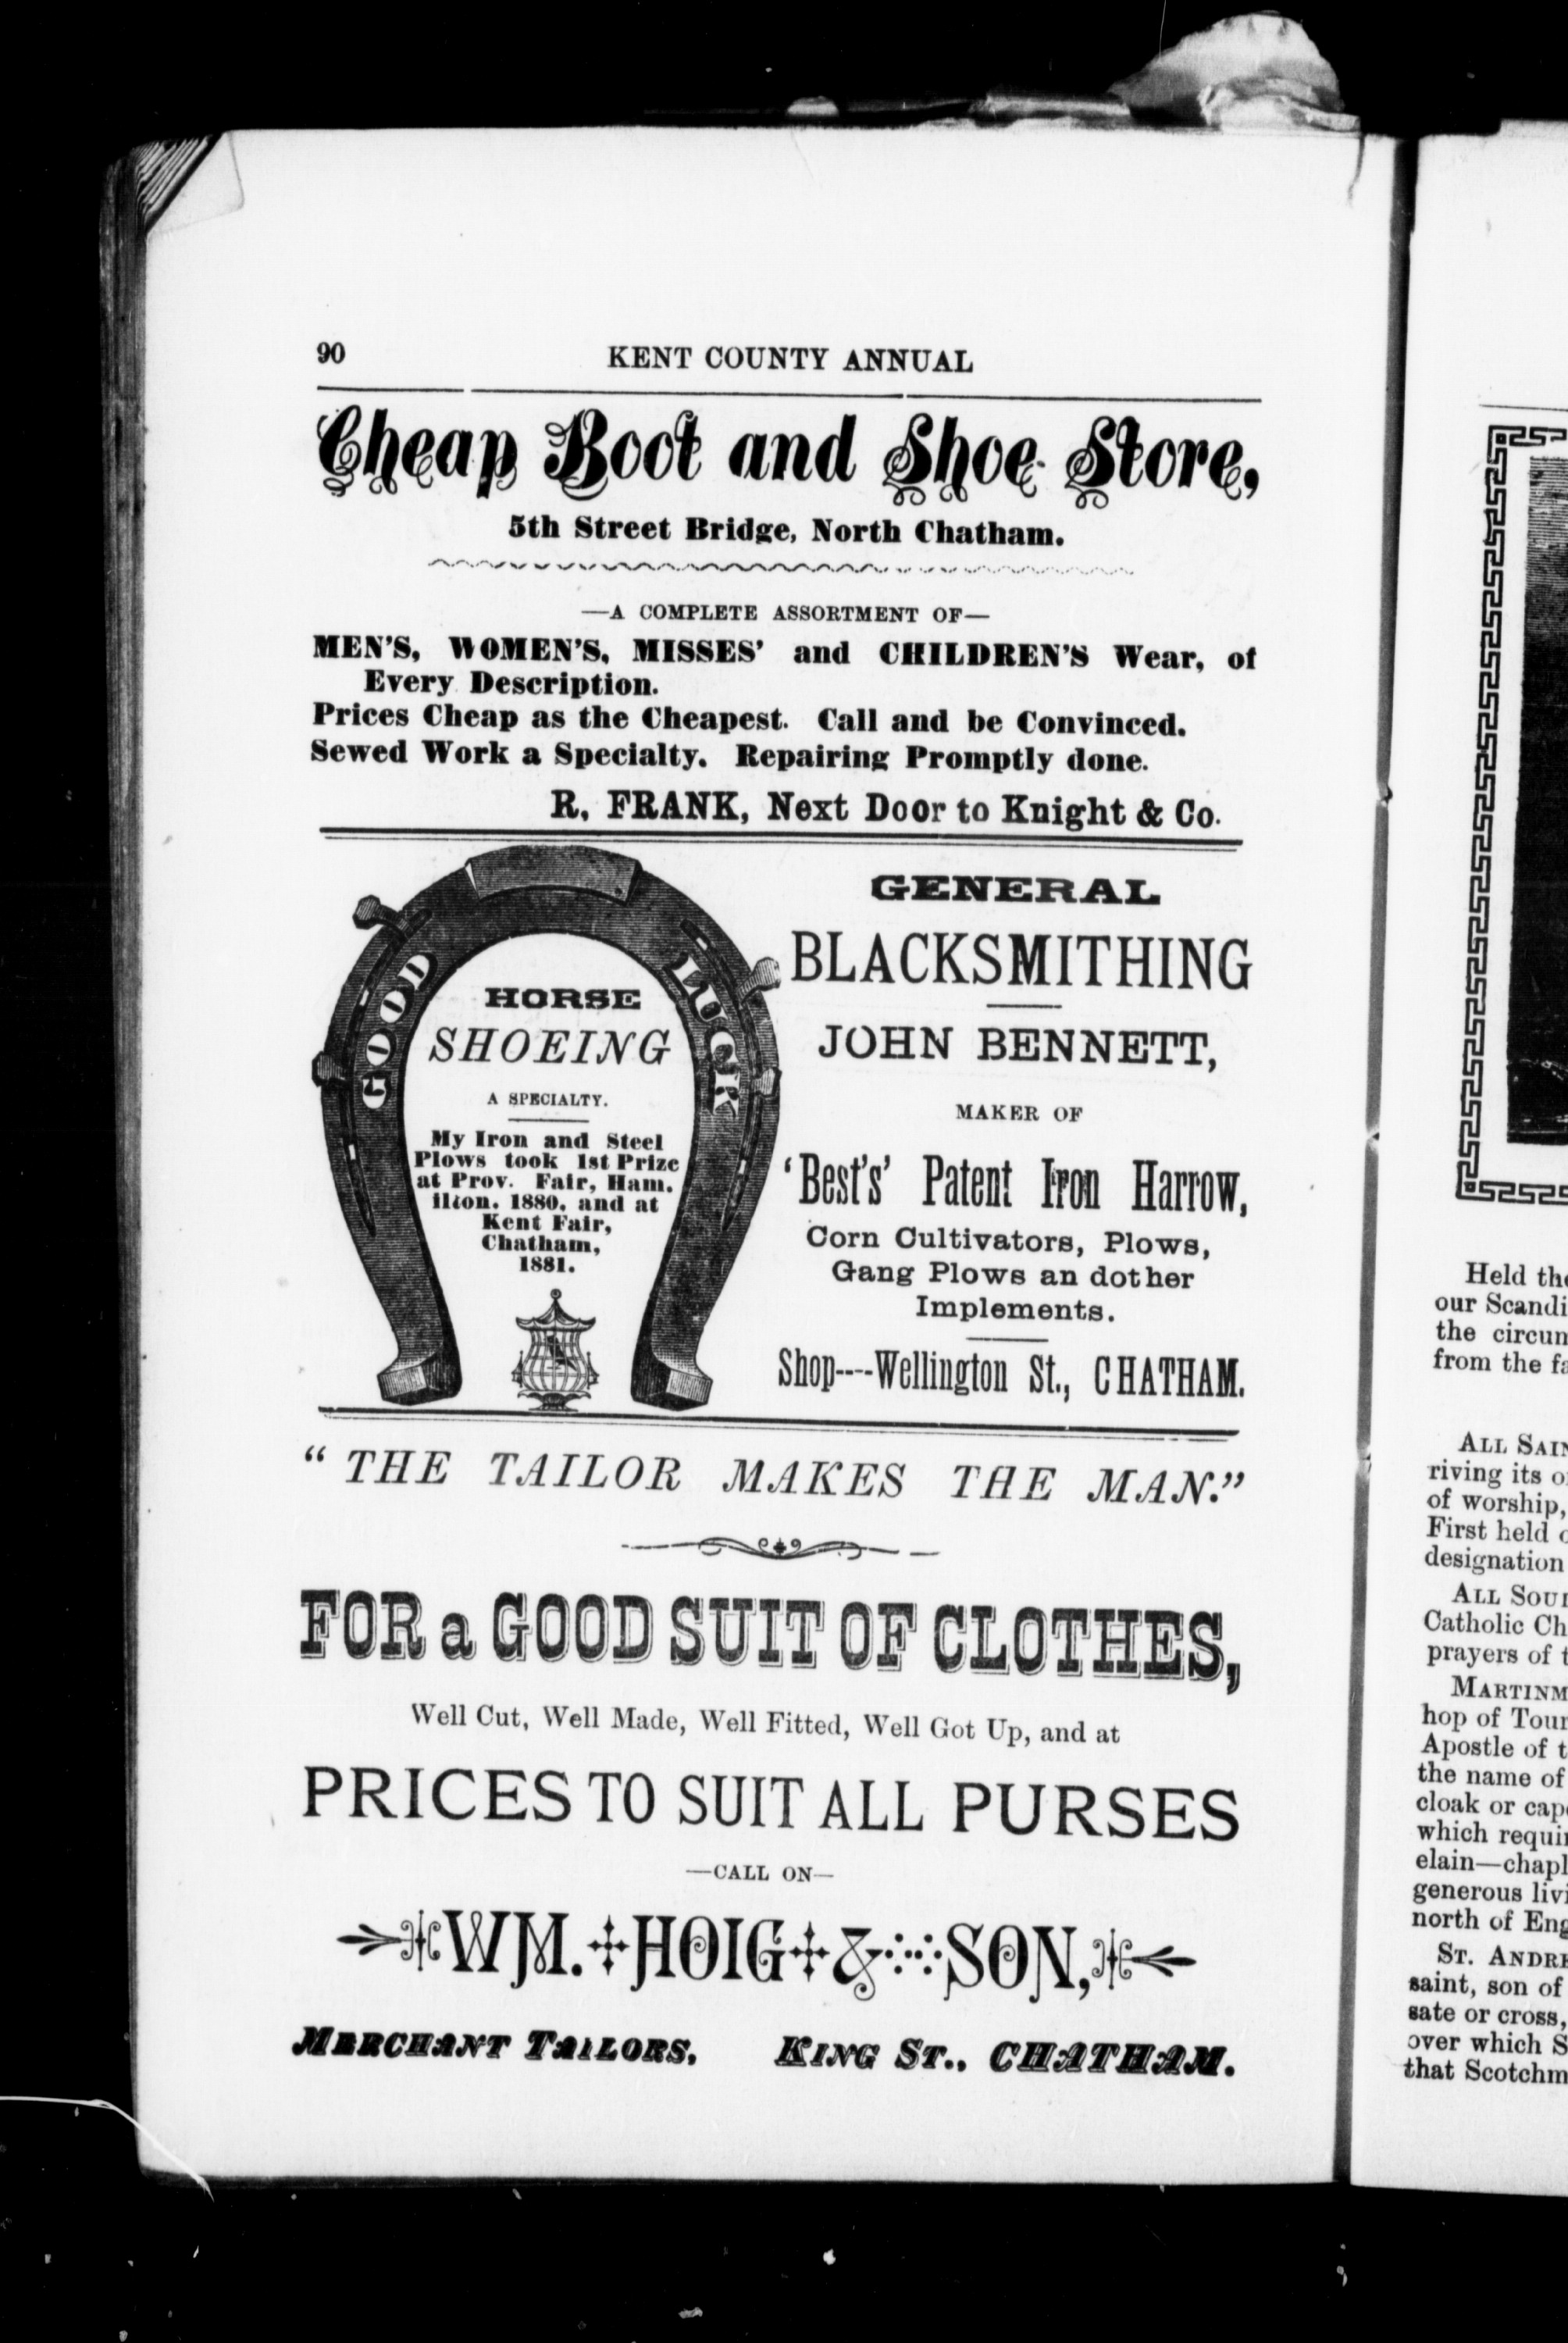 90
KENT COUNTY ANNUAL
Cheap Boot and Shoe Store,
5th Street Bridge, North Chatham.
—A COMPLETE ASSORTMENT OF—
MEN'S, WOMEN'S, MISSES' and CHILDREN'S Wear, of
Every Description.
Prices Cheap as the Cheapest. Call and be Convinced.
Sewed Work a Specialty. Repairing Promptly done.
R, FRANK, Next Door to Knight & Co.
GOOD LUCK
HORSE
SHOEING
A SPECIALTY.
My Iron and Steel
Plows took 1st Prize
at Prov. Fair, Ham.
ilton. 1880, and at
Kent Fair,
Chatham,
1881.
GENERAL
BLACKSMITHING
JOHN BENNETT,
MAKER OF
'Best's' Patent Iron Harrow,
Corn Cultivators, Plows,
Gang Plows an dother
Implements.
Shop----Wellington St., CHATHAM.
"THE TAILOR MAKES THE MAN."
FOR a GOOD SUIT OF CLOTHES,
Well Cut, Well Made, Well Fitted, Well Got Up, and at
PRICES TO SUIT ALL PURSES
—CALL ON—
WM. HOIG & SON,
MERCHANT TAILORS, KING ST., CHATHAM.
Held the
our Scandi
the circum
from the fa
ALL SAIN
riving its o
of worship,
First held o
designation
ALL SOUL
Catholic Ch
prayers of t
MARTINM
hop of Tour
Apostle of t
the name of
cloak or cap
which requi
elain—chapl
generous livi
north of Eng
ST. ANDRE
saint, son of
sate or cross,
over which S
that Scotchm